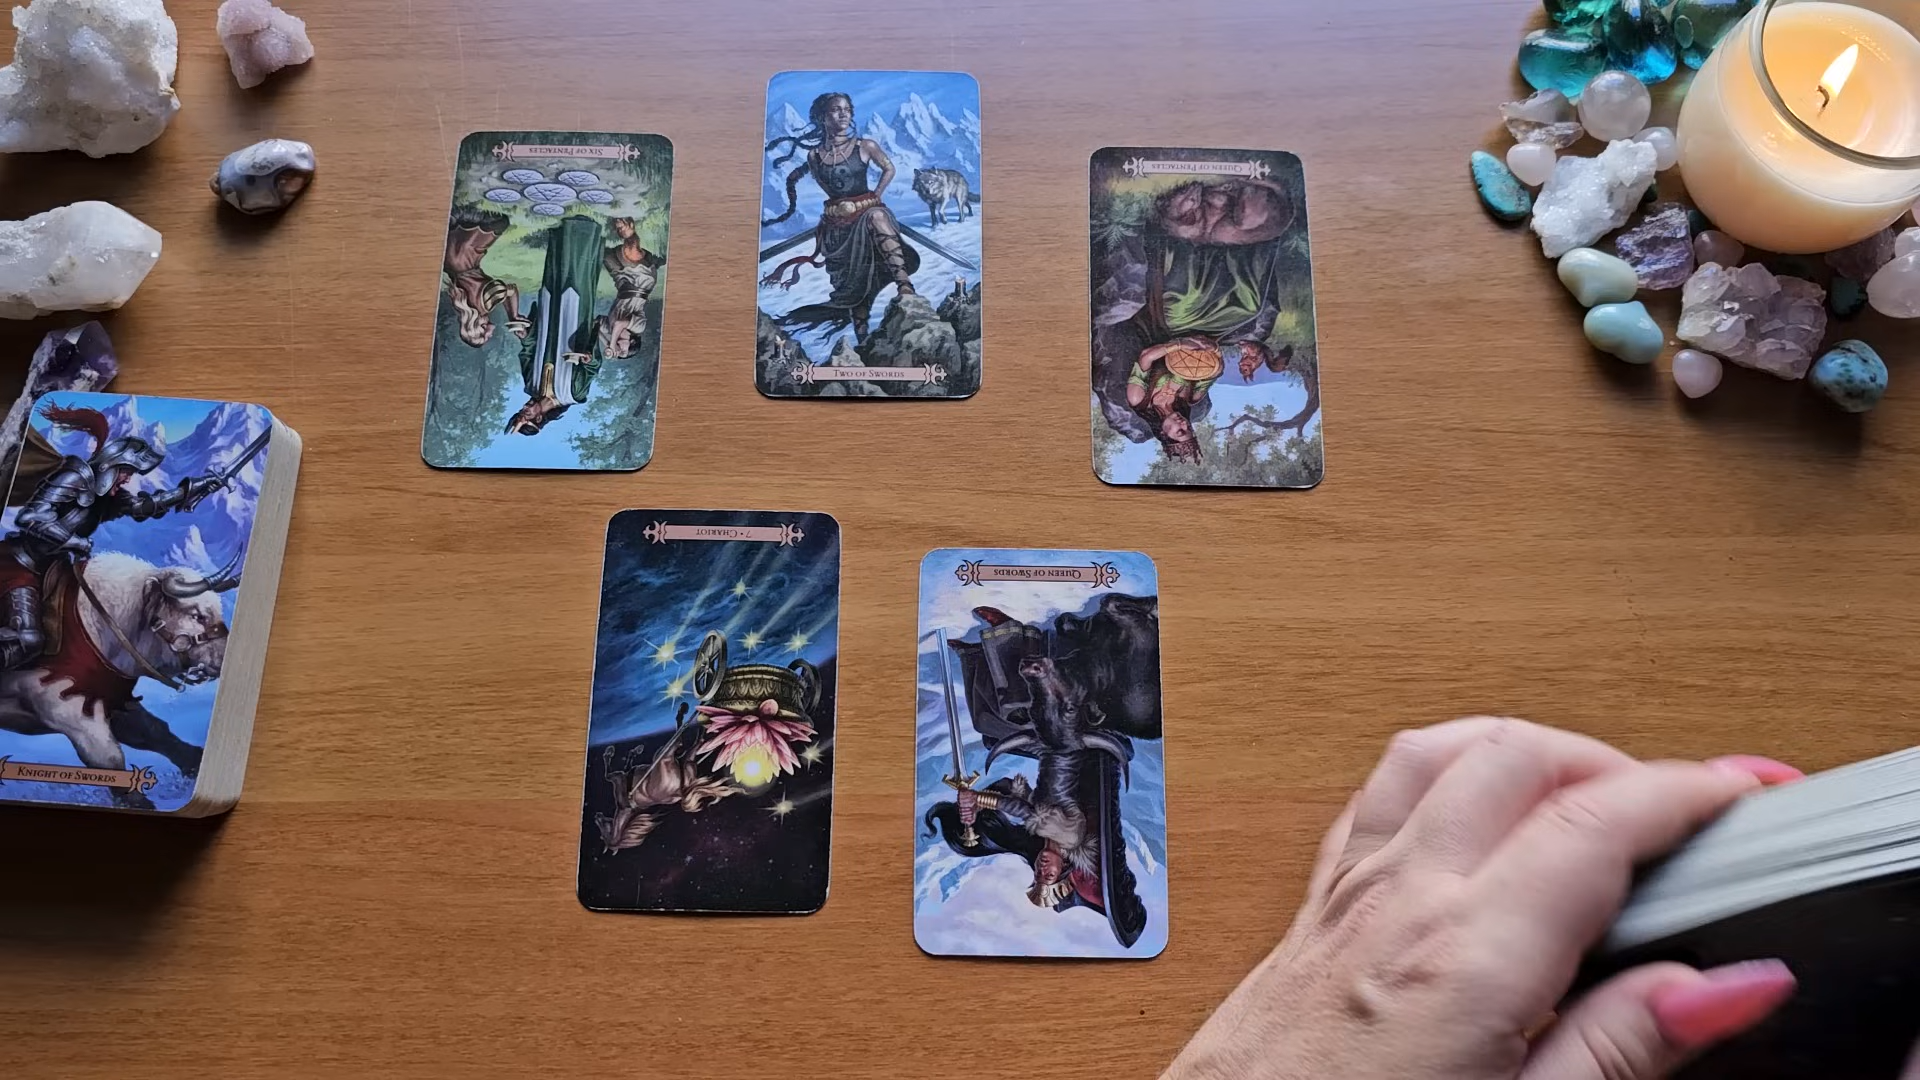 SIX OF PENTACLES
TWO OF SWORDS
QUEEN OF PENTACLES
KNIGHT OF SWORDS
7 • CHARIOT
QUEEN OF SWORDS